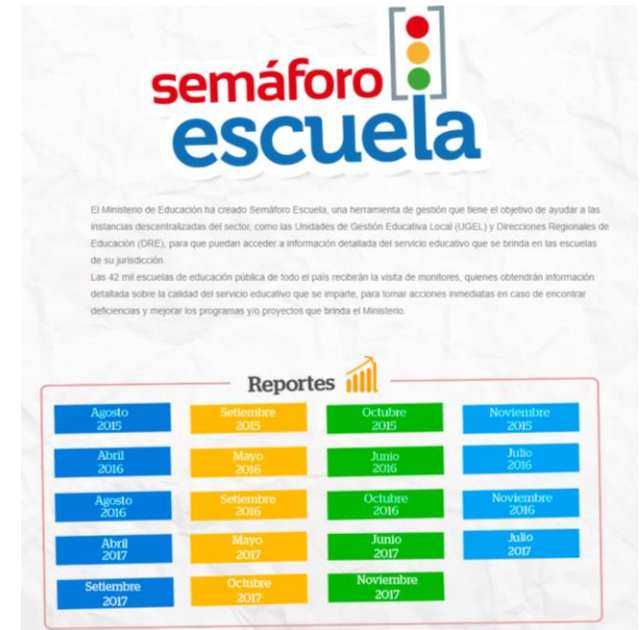 semáforo
escuela
El Ministerio de Educación ha creado Semáforo Escuela, una herramienta de gestión que tiene el objetivo de ayudar a las
instancias descentralizadas del sector, como las Unidades de Gestión Educativa Local (UGEL) y Direcciones Regionales de
Educación (DRE), para que puedan acceder a información detallada del servicio educativo que se brinda en las escuelas
de su jurisdicción.
Las 42 mil escuelas de educación pública de todo el país recibirán la visita de monitores, quienes obtendrán información
detallada sobre la calidad del servicio educativo que se imparte, para tomar acciones inmediatas en caso de encontrar
deficiencias y mejorar los programas y/o proyectos que brinda el Ministerio.
Reportes
Agosto
2015
Setiembre
2015
Octubre
2015
Noviembre
2015
Abril
2016
Mayo
2016
Junio
2016
Julio
2016
Agosto
2016
Setiembre
2016
Octubre
2016
Noviembre
2016
Abril
2017
Mayo
2017
Junio
2017
Julio
2017
Setiembre
2017
Octubre
2017
Noviembre
2017